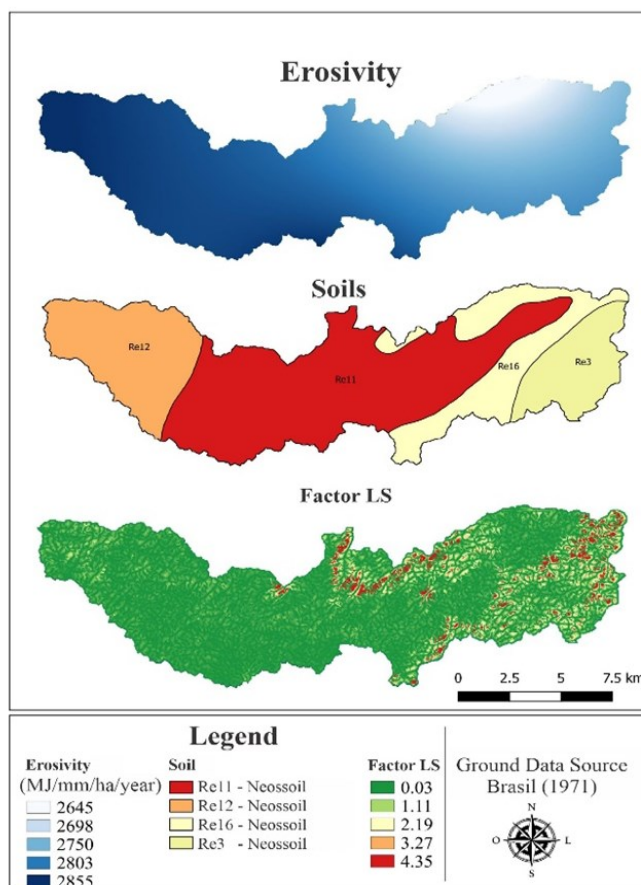 Erosivity
Soils
Re12
Re11
Re16
Re3
Factor LS
0 2.5 5 7.5 km
Legend
Erosivity
(MJ/mm/ha/year)
2645
2698
2750
2803
2855
Soil
Re11 - Neossoil
Re12 - Neossoil
Re16 - Neossoil
Re3 - Neossoil
Factor LS
0.03
1.11
2.19
3.27
4.35
Ground Data Source
Brasil (1971)
N
O L
S